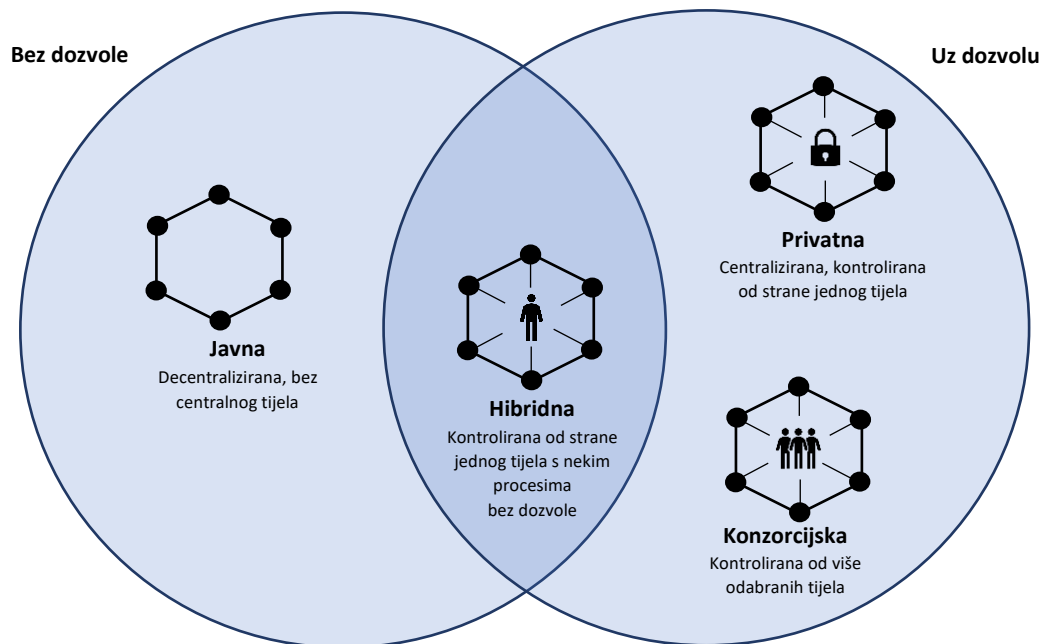 Bez dozvole
Uz dozvolu
Javna
Decentralizirana, bez
centralnog tijela
Hibridna
Kontrolirana od strane
jednog tijela s nekim
procesima
bez dozvole
Privatna
Centralizirana, kontrolirana
od strane jednog tijela
Konzorcijska
Kontrolirana od više
odabranih tijela